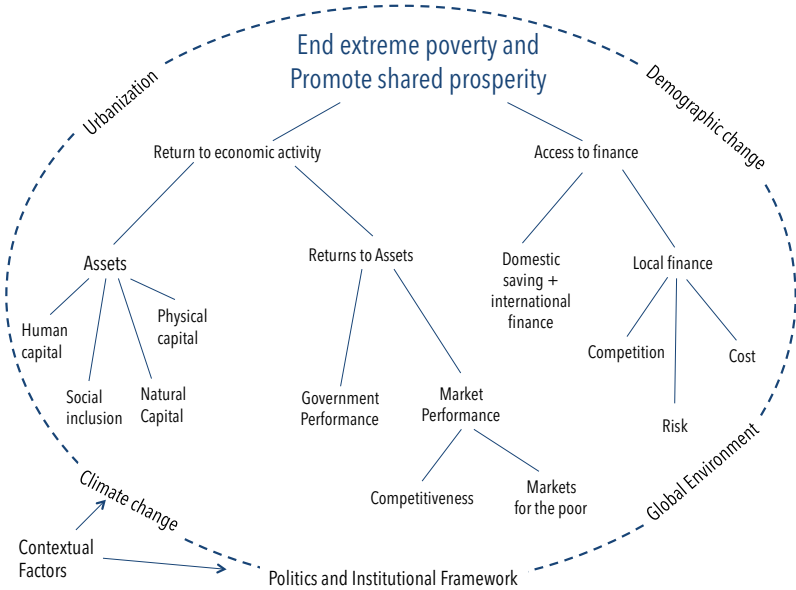 End extreme poverty and
Promote shared prosperity
Urbanization
Demographic change
Return to economic activity
Access to finance
Assets
Returns to Assets
Domestic
saving +
international
finance
Local finance
Human
capital
Physical
capital
Social
inclusion
Natural
Capital
Government
Performance
Market
Performance
Competition
Cost
Risk
Competitiveness
Markets
for the poor
Climate change
Global Environment
Contextual
Factors
Politics and Institutional Framework